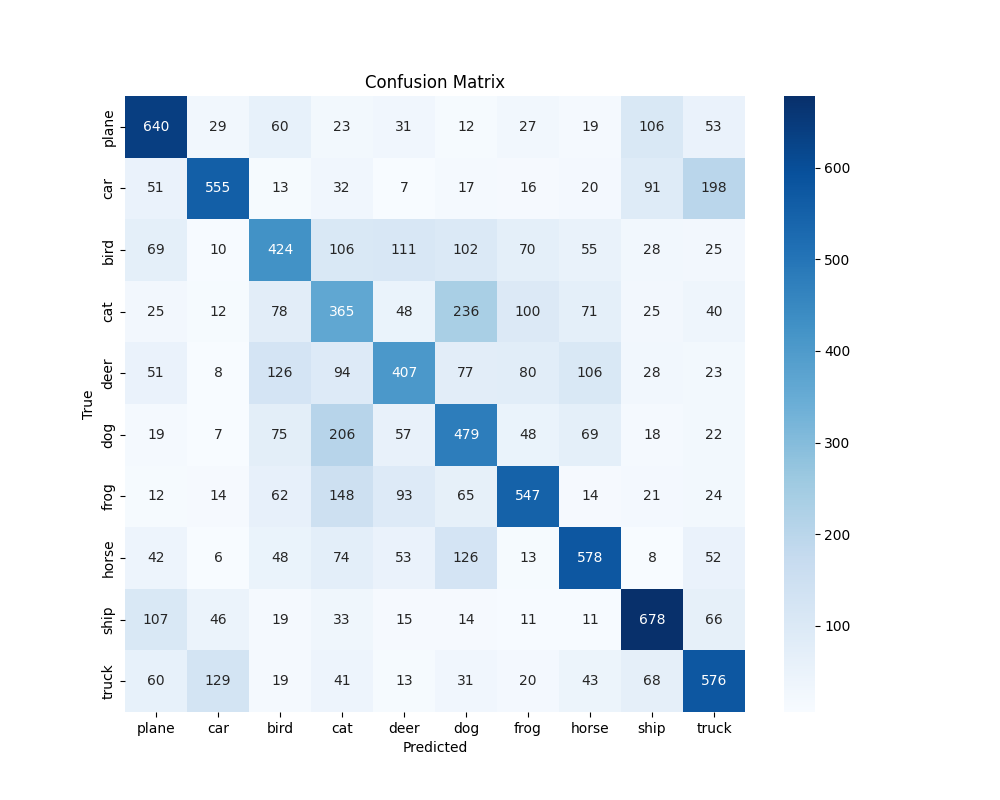 Confusion Matrix
plane 640 29 60 23 31 12 27 19 106 53
car 51 555 13 32 7 17 16 20 91 198
bird 69 10 424 106 111 102 70 55 28 25
cat 25 12 78 365 48 236 100 71 25 40
deer 51 8 126 94 407 77 80 106 28 23
dog 19 7 75 206 57 479 48 69 18 22
frog 12 14 62 148 93 65 547 14 21 24
horse 42 6 48 74 53 126 13 578 8 52
ship 107 46 19 33 15 14 11 11 678 66
truck 60 129 19 41 13 31 20 43 68 576
True
plane car bird cat deer dog frog horse ship truck
Predicted
600
500
400
300
200
100